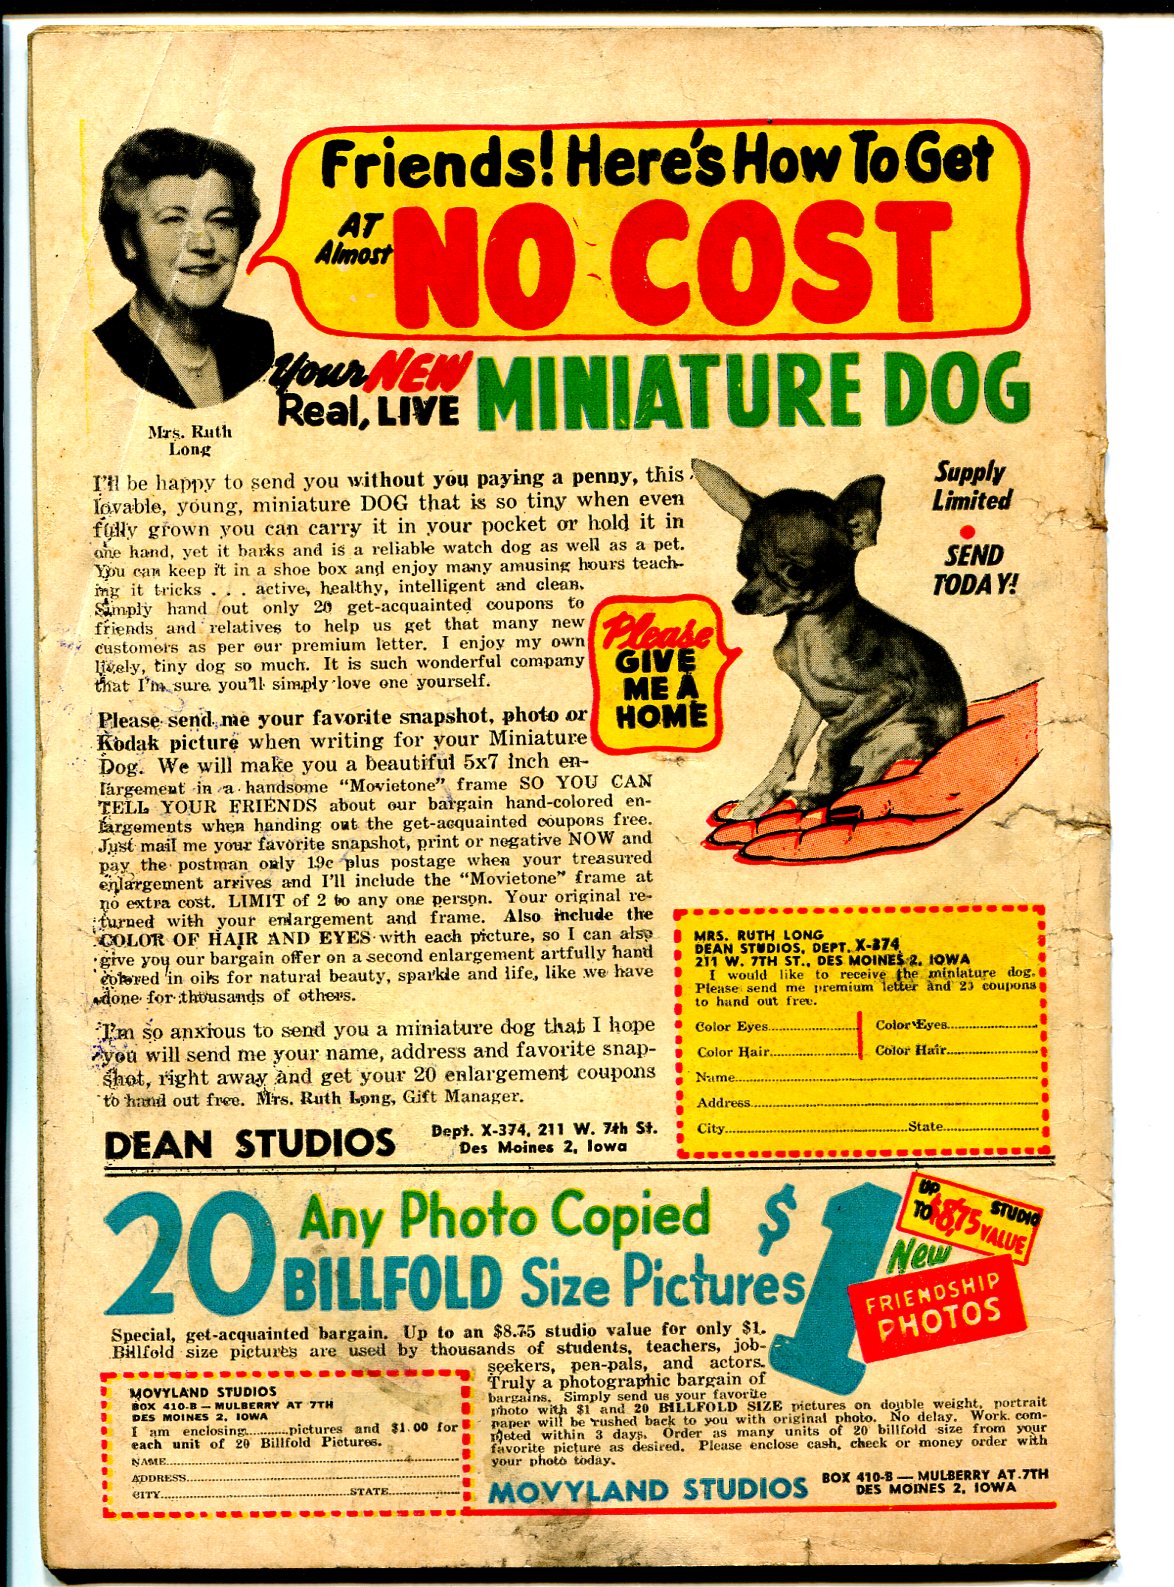 Friends! Here's How To Get
AT
Almost
NO COST
Your NEW
Real, LIVE
MINIATURE DOG
Mrs. Ruth
Long
I'll be happy to send you without you paying a penny, this
lovable, young, miniature DOG that is so tiny when even
fully grown you can carry it in your pocket or hold it in
one hand, yet it barks and is a reliable watch dog as well as a pet.
You can keep it in a shoe box and enjoy many amusing hours teach-
ing it tricks . . . active, healthy, intelligent and clean.
Simply hand out only 20 get-acquainted coupons to
friends and relatives to help us get that many new
customers as per our premium letter. I enjoy my own
lively, tiny dog so much. It is such wonderful company
that I'm sure you'll simply love one yourself.
Supply
Limited
SEND
TODAY!
Please
GIVE
ME A
HOME
Please send me your favorite snapshot, photo or
Kodak picture when writing for your Miniature
Dog. We will make you a beautiful 5x7 inch en-
largement in a handsome "Movietone" frame SO YOU CAN
TELL YOUR FRIENDS about our bargain hand-colored en-
largements when handing out the get-acquainted coupons free.
Just mail me your favorite snapshot, print or negative NOW and
pay the postman only 19c plus postage when your treasured
enlargement arrives and I'll include the "Movietone" frame at
no extra cost. LIMIT of 2 to any one person. Your original re-
turned with your enlargement and frame. Also include the
COLOR OF HAIR AND EYES with each picture, so I can also
give you our bargain offer on a second enlargement artfully hand
colored in oils for natural beauty, sparkle and life, like we have
done for thousands of others.
I'm so anxious to send you a miniature dog that I hope
you will send me your name, address and favorite snap-
shot, right away and get your 20 enlargement coupons
to hand out free. Mrs. Ruth Long, Gift Manager.
DEAN STUDIOS
Dept. X-374, 211 W. 7th St.
Des Moines 2, Iowa
MRS. RUTH LONG
DEAN STUDIOS, DEPT. X-374
211 W. 7TH ST., DES MOINES 2, IOWA
I would like to receive the miniature dog.
Please send me premium letter and 23 coupons
to hand out free.
Color Eyes Color Eyes
Color Hair Color Hair
Name
Address
City State
20 Any Photo Copied
BILLFOLD Size Pictures
$1
UP
TO $8.75 STUDIO
VALUE
New
FRIENDSHIP
PHOTOS
Special, get-acquainted bargain. Up to an $8.75 studio value for only $1.
Billfold size pictures are used by thousands of students, teachers, job-
seekers, pen-pals, and actors.
Truly a photographic bargain of
bargains. Simply send us your favorite
photo with $1 and 20 BILLFOLD SIZE pictures on double weight, portrait
paper will be rushed back to you with original photo. No delay. Work com-
pleted within 3 days. Order as many units of 20 billfold size from your
favorite picture as desired. Please enclose cash, check or money order with
your photo today.
MOVYLAND STUDIOS
BOX 410-B — MULBERRY AT 7TH
DES MOINES 2, IOWA
I am enclosing pictures and $1.00 for
each unit of 20 Billfold Pictures.
NAME
ADDRESS
CITY STATE
MOVYLAND STUDIOS
BOX 410-B — MULBERRY AT 7TH
DES MOINES 2, IOWA